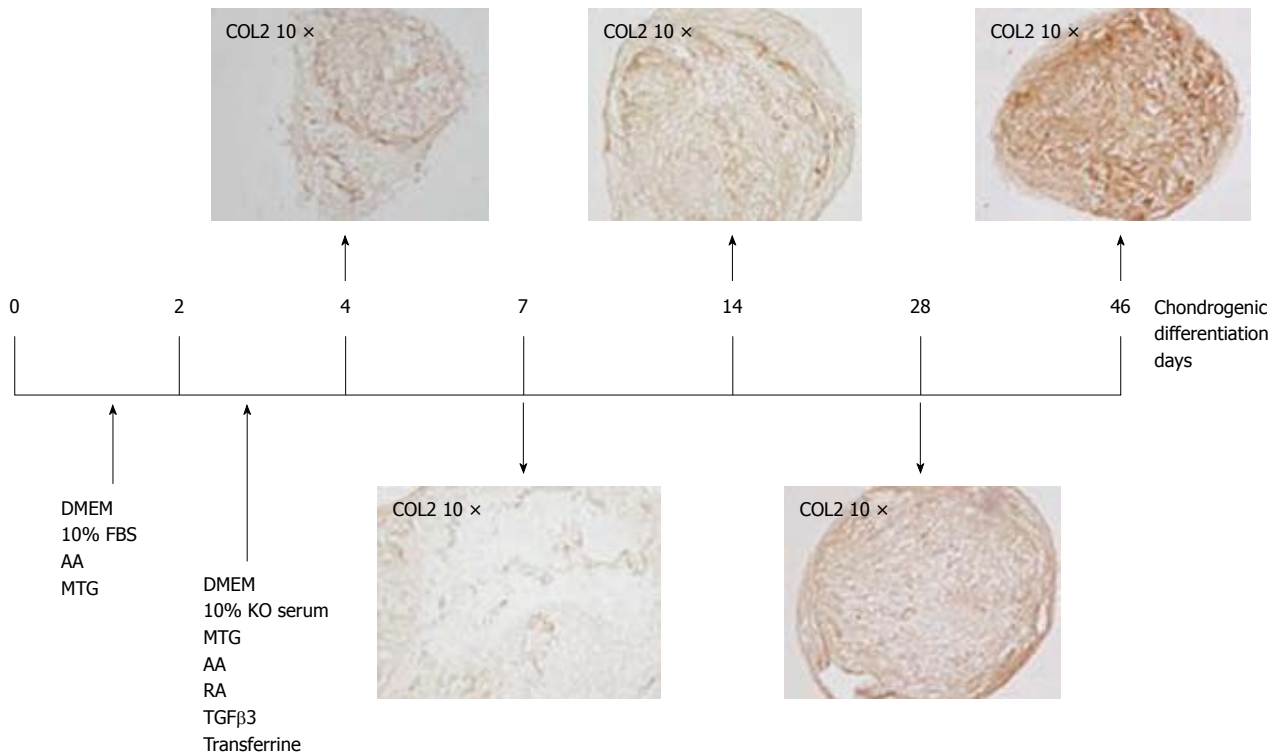 COL2 10 ×
COL2 10 ×
COL2 10 ×
0
2
4
7
14
28
46
Chondrogenic
differentiation
days
DMEM
10% FBS
AA
MTG
DMEM
10% KO serum
MTG
AA
RA
TGFβ3
Transferrine
COL2 10 ×
COL2 10 ×